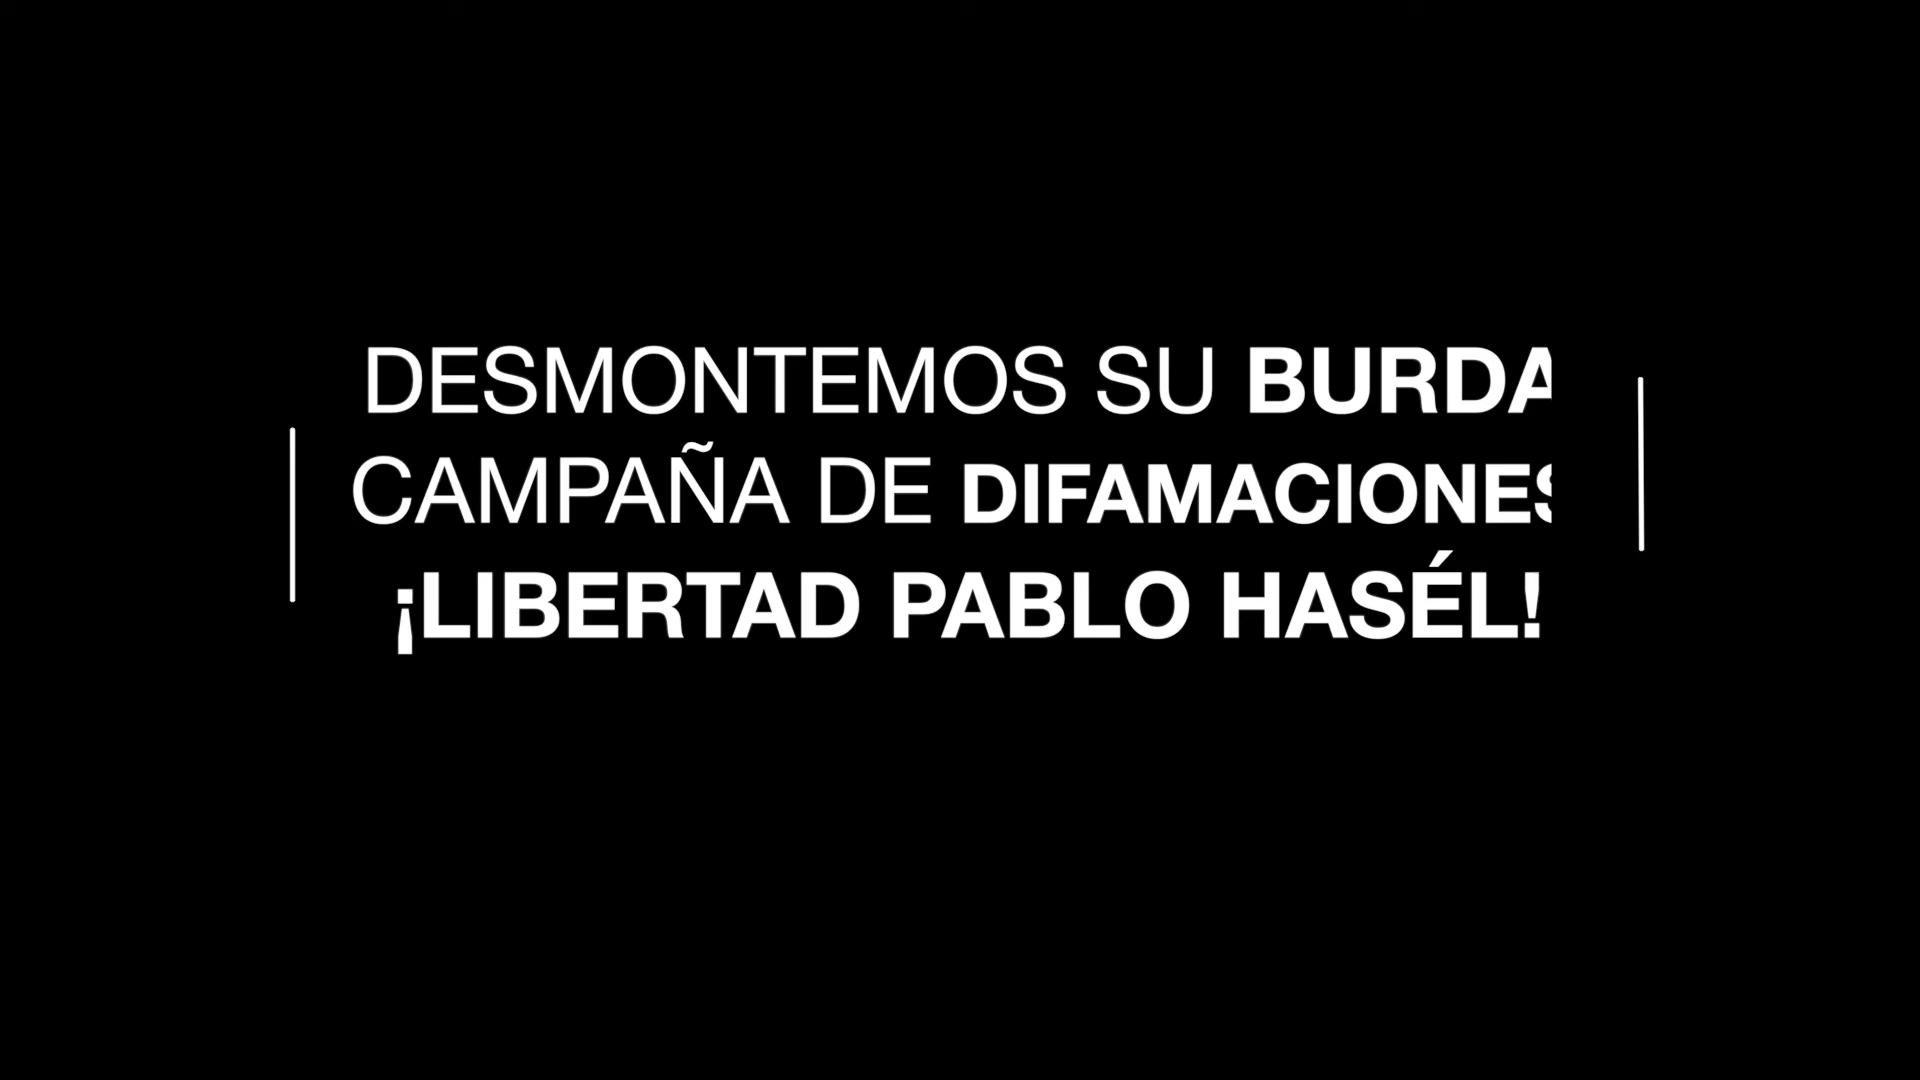 DESMONTEMOS SU BURDA
CAMPAÑA DE DIFAMACIONES
¡LIBERTAD PABLO HASÉL!